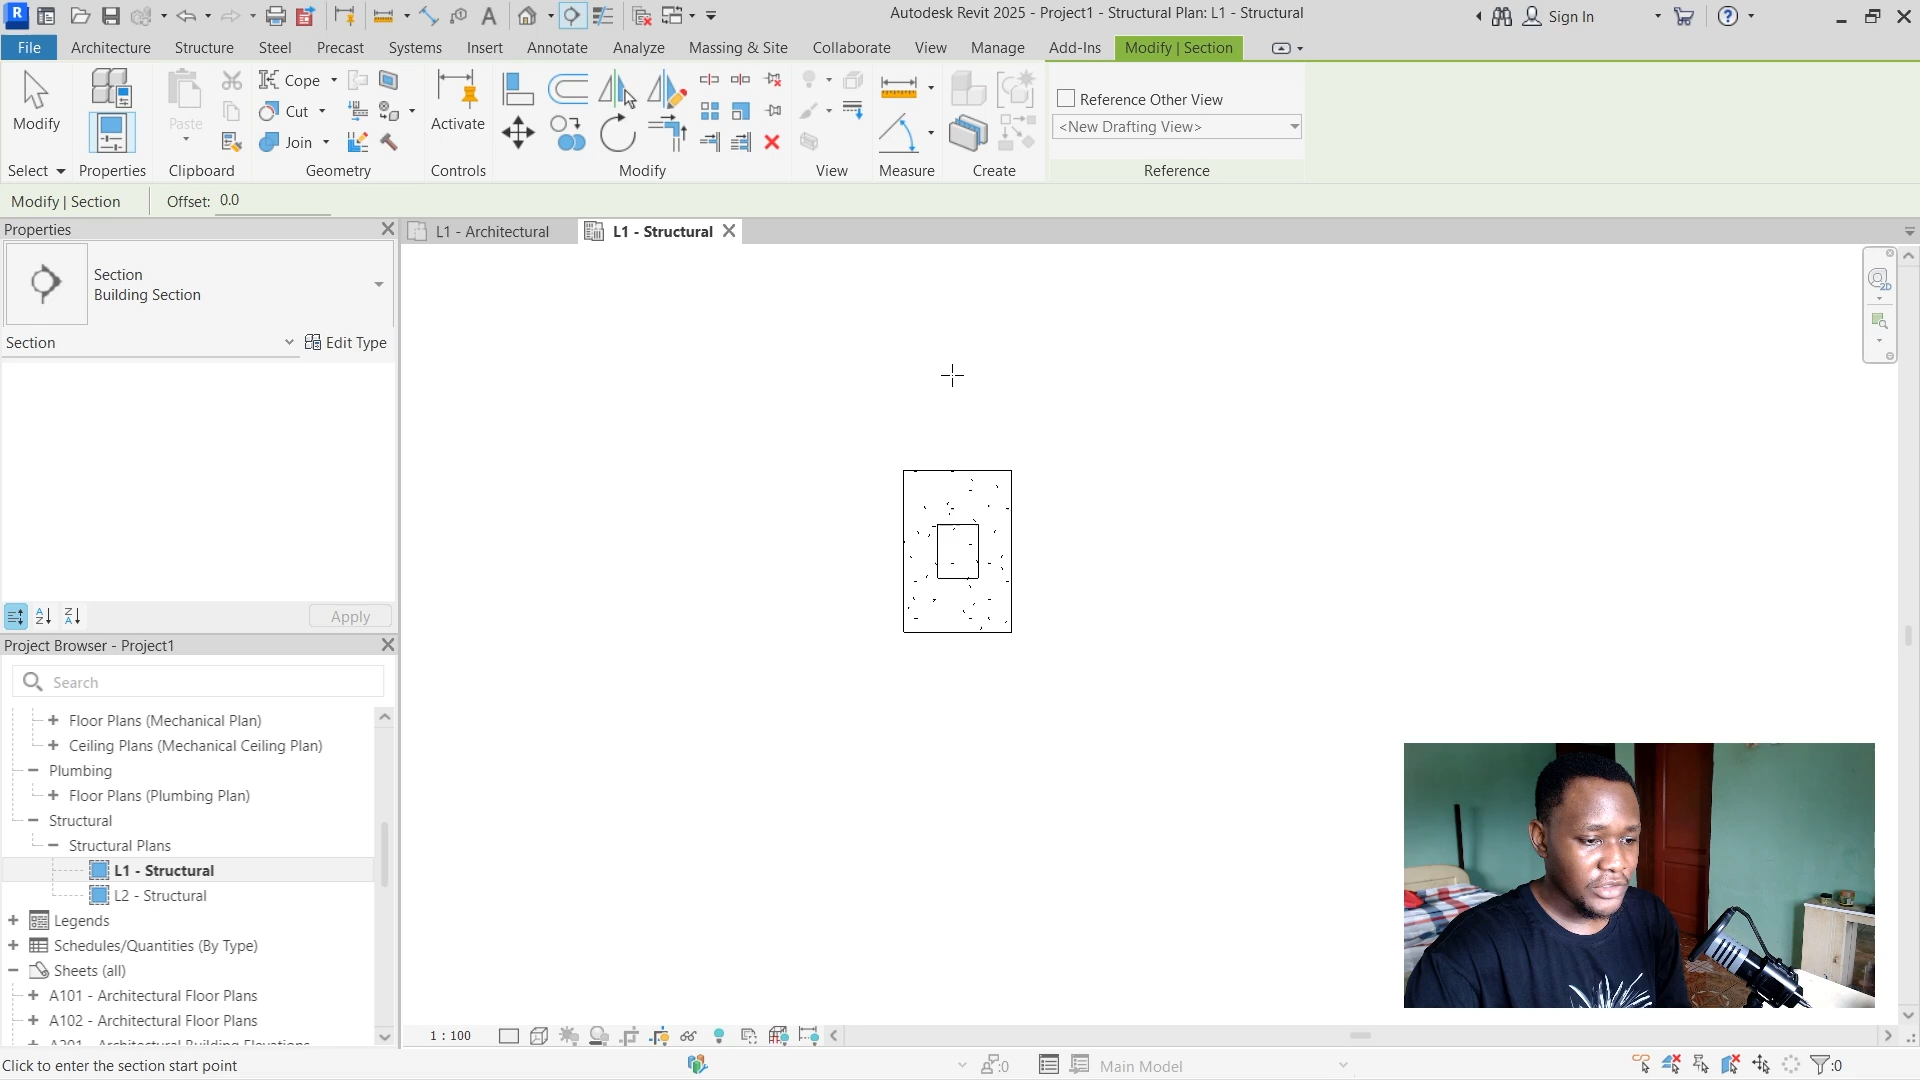 Autodesk Revit 2025 - Project1 - Structural Plan: L1 - Structural
Sign In
File
Architecture
Structure
Steel
Precast
Systems
Insert
Annotate
Analyze
Massing & Site
Collaborate
View
Manage
Add-Ins
Modify | Section
Modify
Paste
Cope
Cut
Join
Activate
Reference Other View
<New Drafting View>
Select
Properties
Clipboard
Geometry
Controls
Modify
View
Measure
Create
Reference
Modify | Section
Offset: 0.0
Properties
L1 - Architectural
L1 - Structural
Section
Building Section
Section
Edit Type
Apply
Project Browser - Project1
Search
Floor Plans (Mechanical Plan)
Ceiling Plans (Mechanical Ceiling Plan)
Plumbing
Floor Plans (Plumbing Plan)
Structural
Structural Plans
L1 - Structural
L2 - Structural
Legends
Schedules/Quantities (By Type)
Sheets (all)
A101 - Architectural Floor Plans
A102 - Architectural Floor Plans
A201 - Architectural Building Elevations
1 : 100
Click to enter the section start point
:0
Main Model
:0